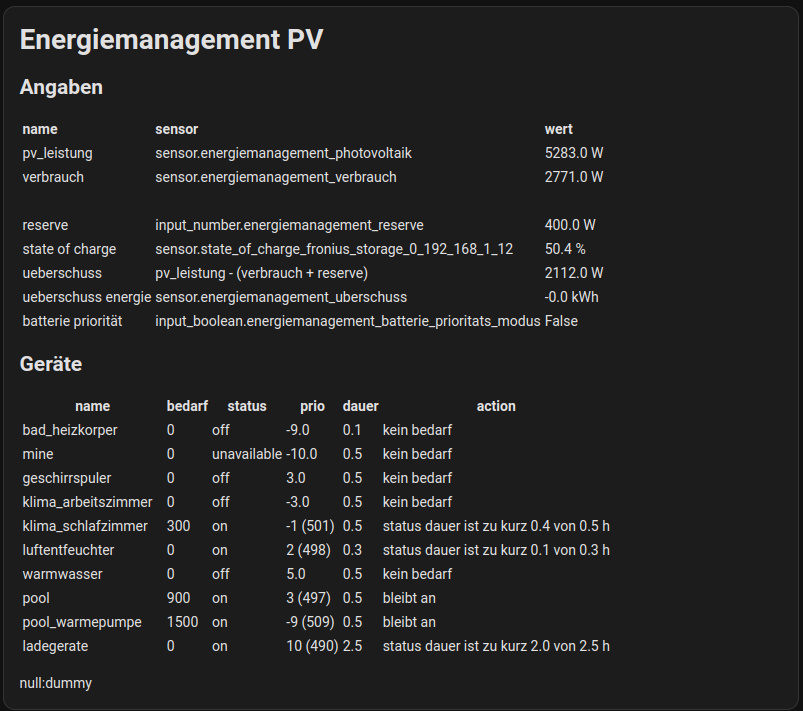 Energiemanagement PV
Angaben
name sensor wert
pv_leistung sensor.energiemanagement_photovoltaik 5283.0 W
verbrauch sensor.energiemanagement_verbrauch 2771.0 W
reserve input_number.energiemanagement_reserve 400.0 W
state of charge sensor.state_of_charge_fronius_storage_0_192_168_1_12 50.4 %
ueberschuss pv_leistung - (verbrauch + reserve) 2112.0 W
ueberschuss energie sensor.energiemanagement_uberschuss -0.0 kWh
batterie priorität input_boolean.energiemanagement_batterie_prioritats_modus False
Geräte
name bedarf status prio dauer action
bad_heizkorper 0 off -9.0 0.1 kein bedarf
mine 0 unavailable -10.0 0.5 kein bedarf
geschirrspuler 0 off 3.0 0.5 kein bedarf
klima_arbeitszimmer 0 off -3.0 0.5 kein bedarf
klima_schlafzimmer 300 on -1 (501) 0.5 status dauer ist zu kurz 0.4 von 0.5 h
luftentfeuchter 0 on 2 (498) 0.3 status dauer ist zu kurz 0.1 von 0.3 h
warmwasser 0 off 5.0 0.5 kein bedarf
pool 900 on 3 (497) 0.5 bleibt an
pool_warmepumpe 1500 on -9 (509) 0.5 bleibt an
ladegerate 0 on 10 (490) 2.5 status dauer ist zu kurz 2.0 von 2.5 h
null:dummy